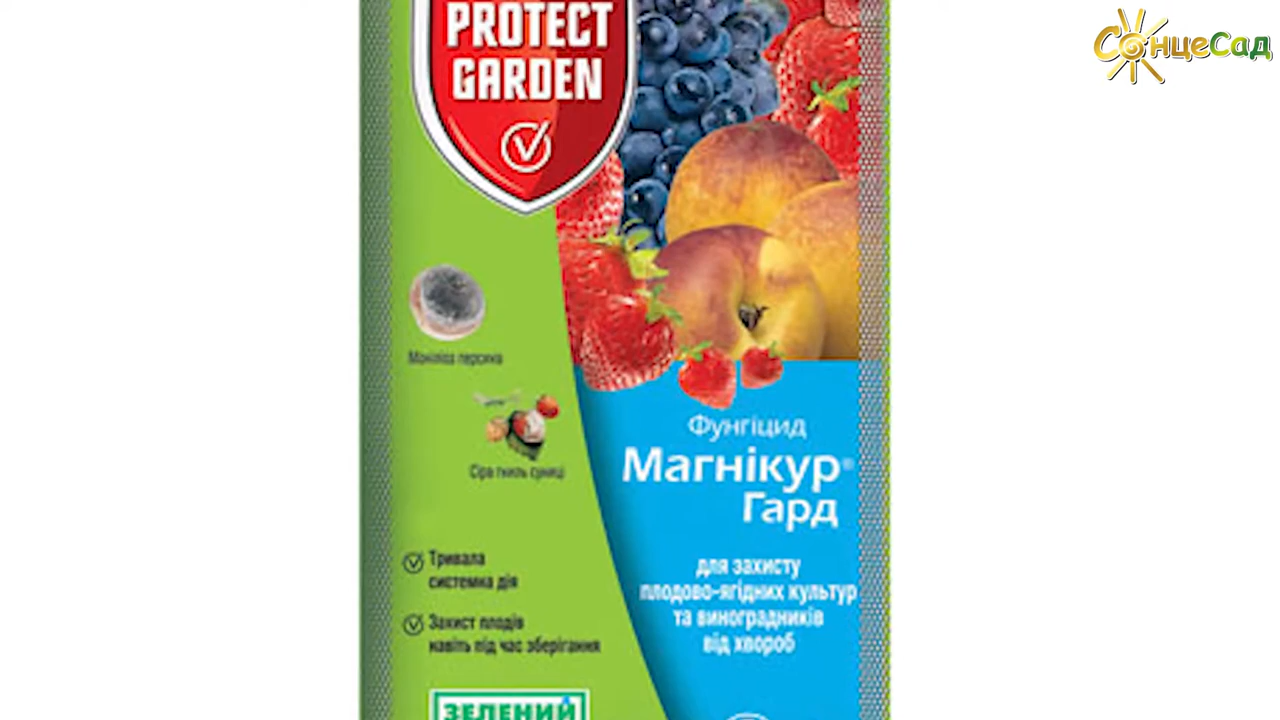 PROTECT
GARDEN
СОНЦЕСАД
Моніліоз персика
Сіра гниль суниці
Фунгіцид
Магнікур®
Гард
для захисту
плодово-ягідних культур
та виноградників
від хвороб
Тривала
системна дія
Захист плодів
навіть під час зберігання
ЗЕЛЕНИЙ